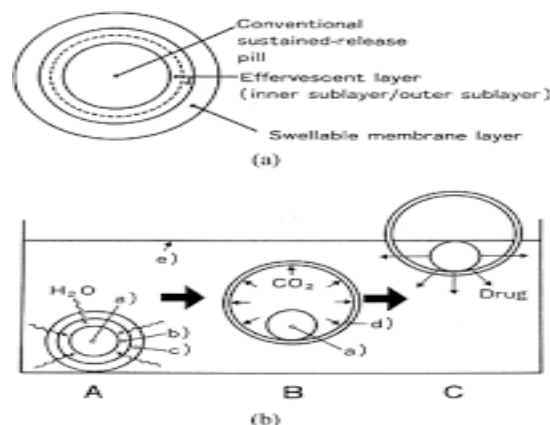 Conventional
sustained-release
pill
Effervescent layer
(inner sublayer/outer sublayer)
Swellable membrane layer
(a)
e)
H₂O
a)
b)
c)
CO₂
d)
a)
Drug
A
B
C
(b)